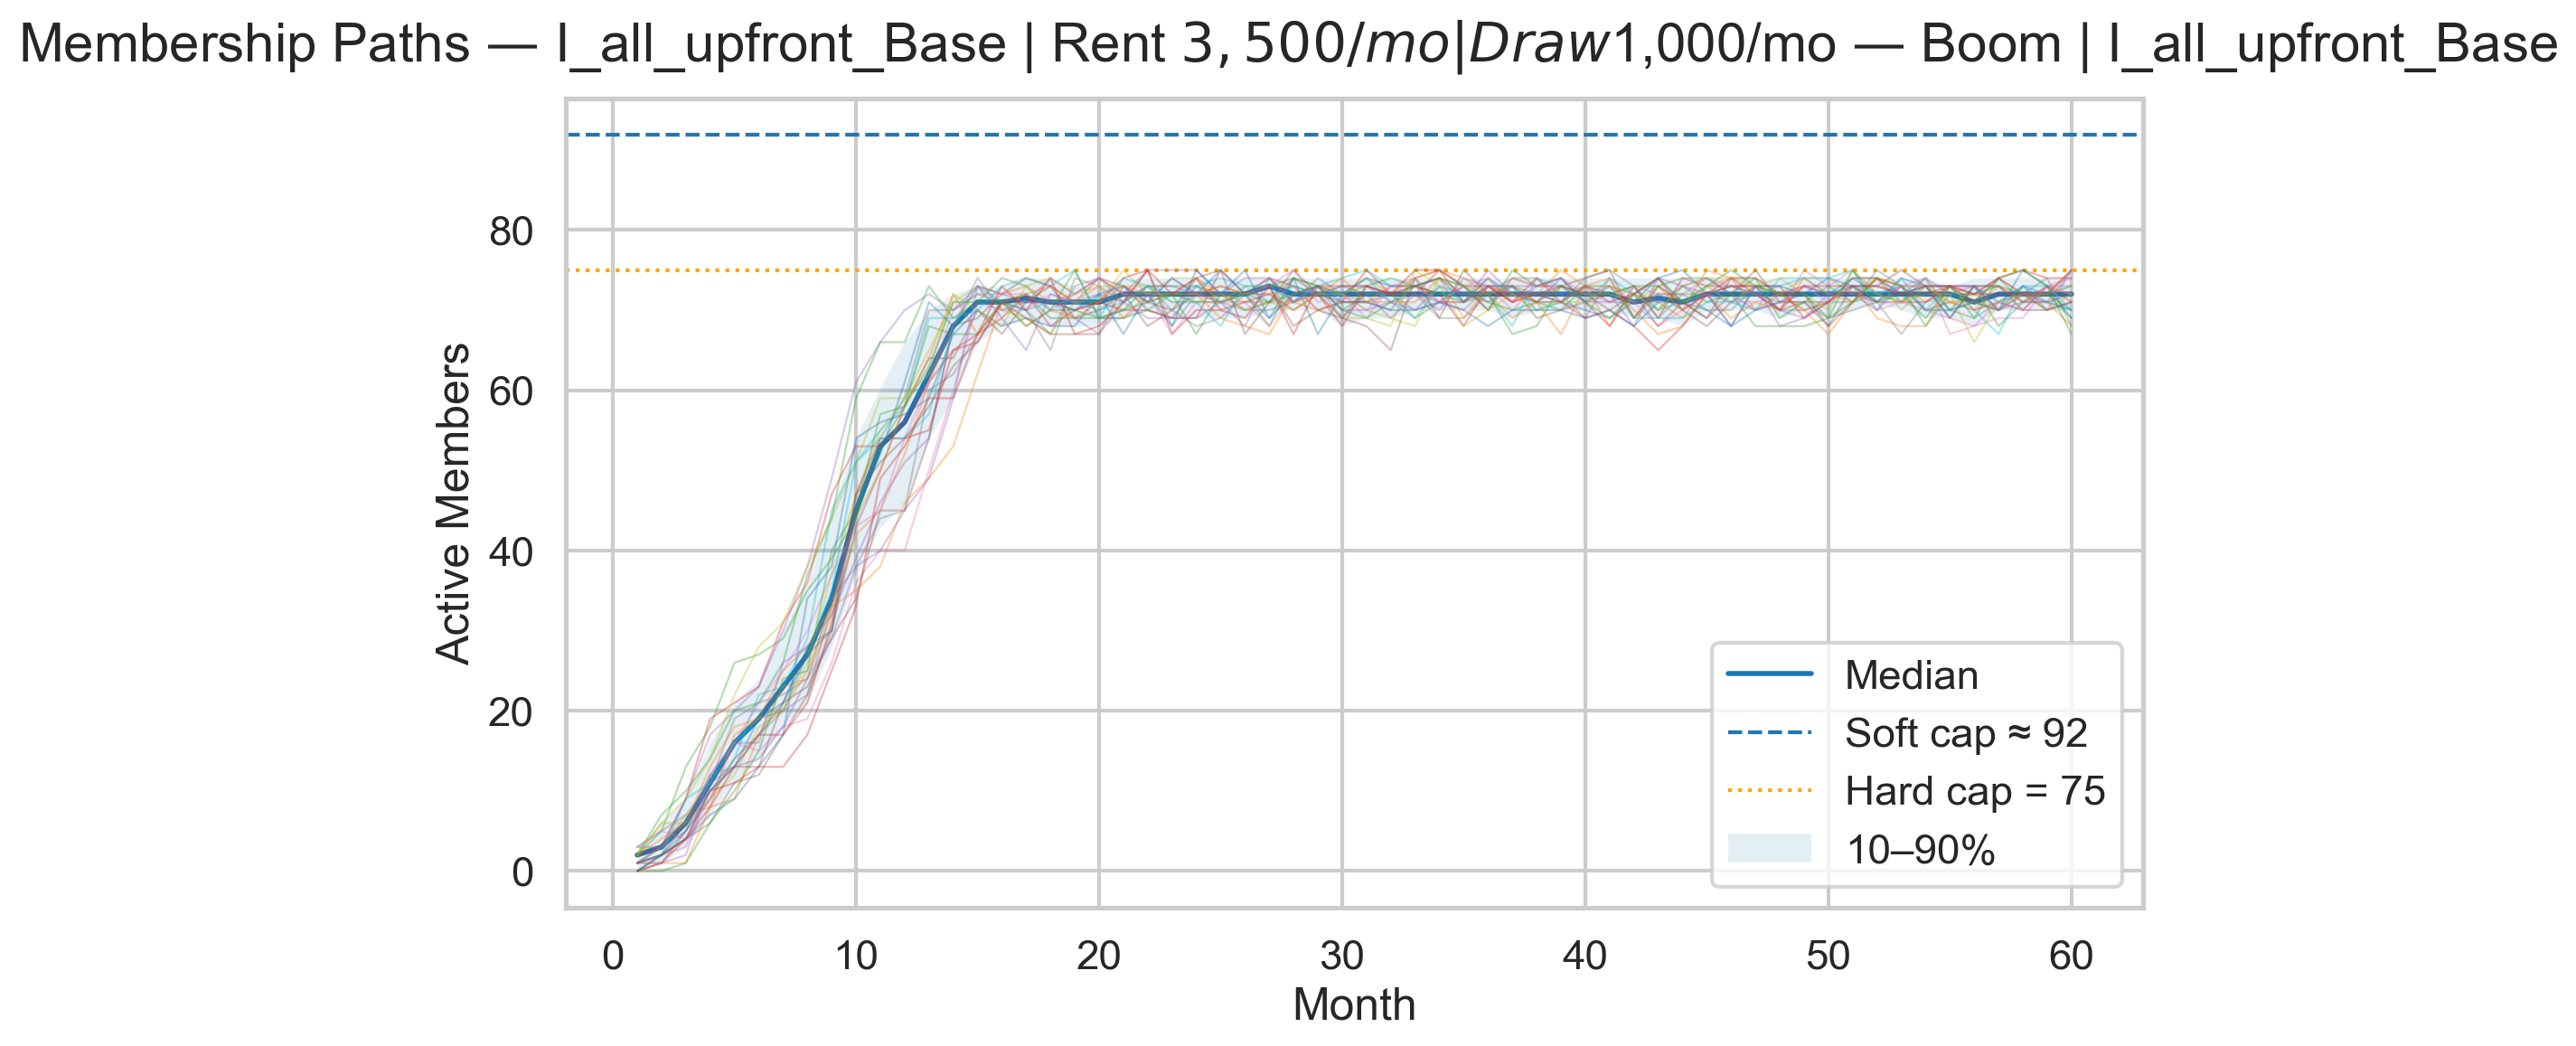 Membership Paths — I_all_upfront_Base | Rent 3,500/mo|Draw1,000/mo — Boom | I_all_upfront_Base
Active Members
80
60
40
20
0
Median
Soft cap ≈ 92
Hard cap = 75
10–90%
0 10 20 30 40 50 60
Month